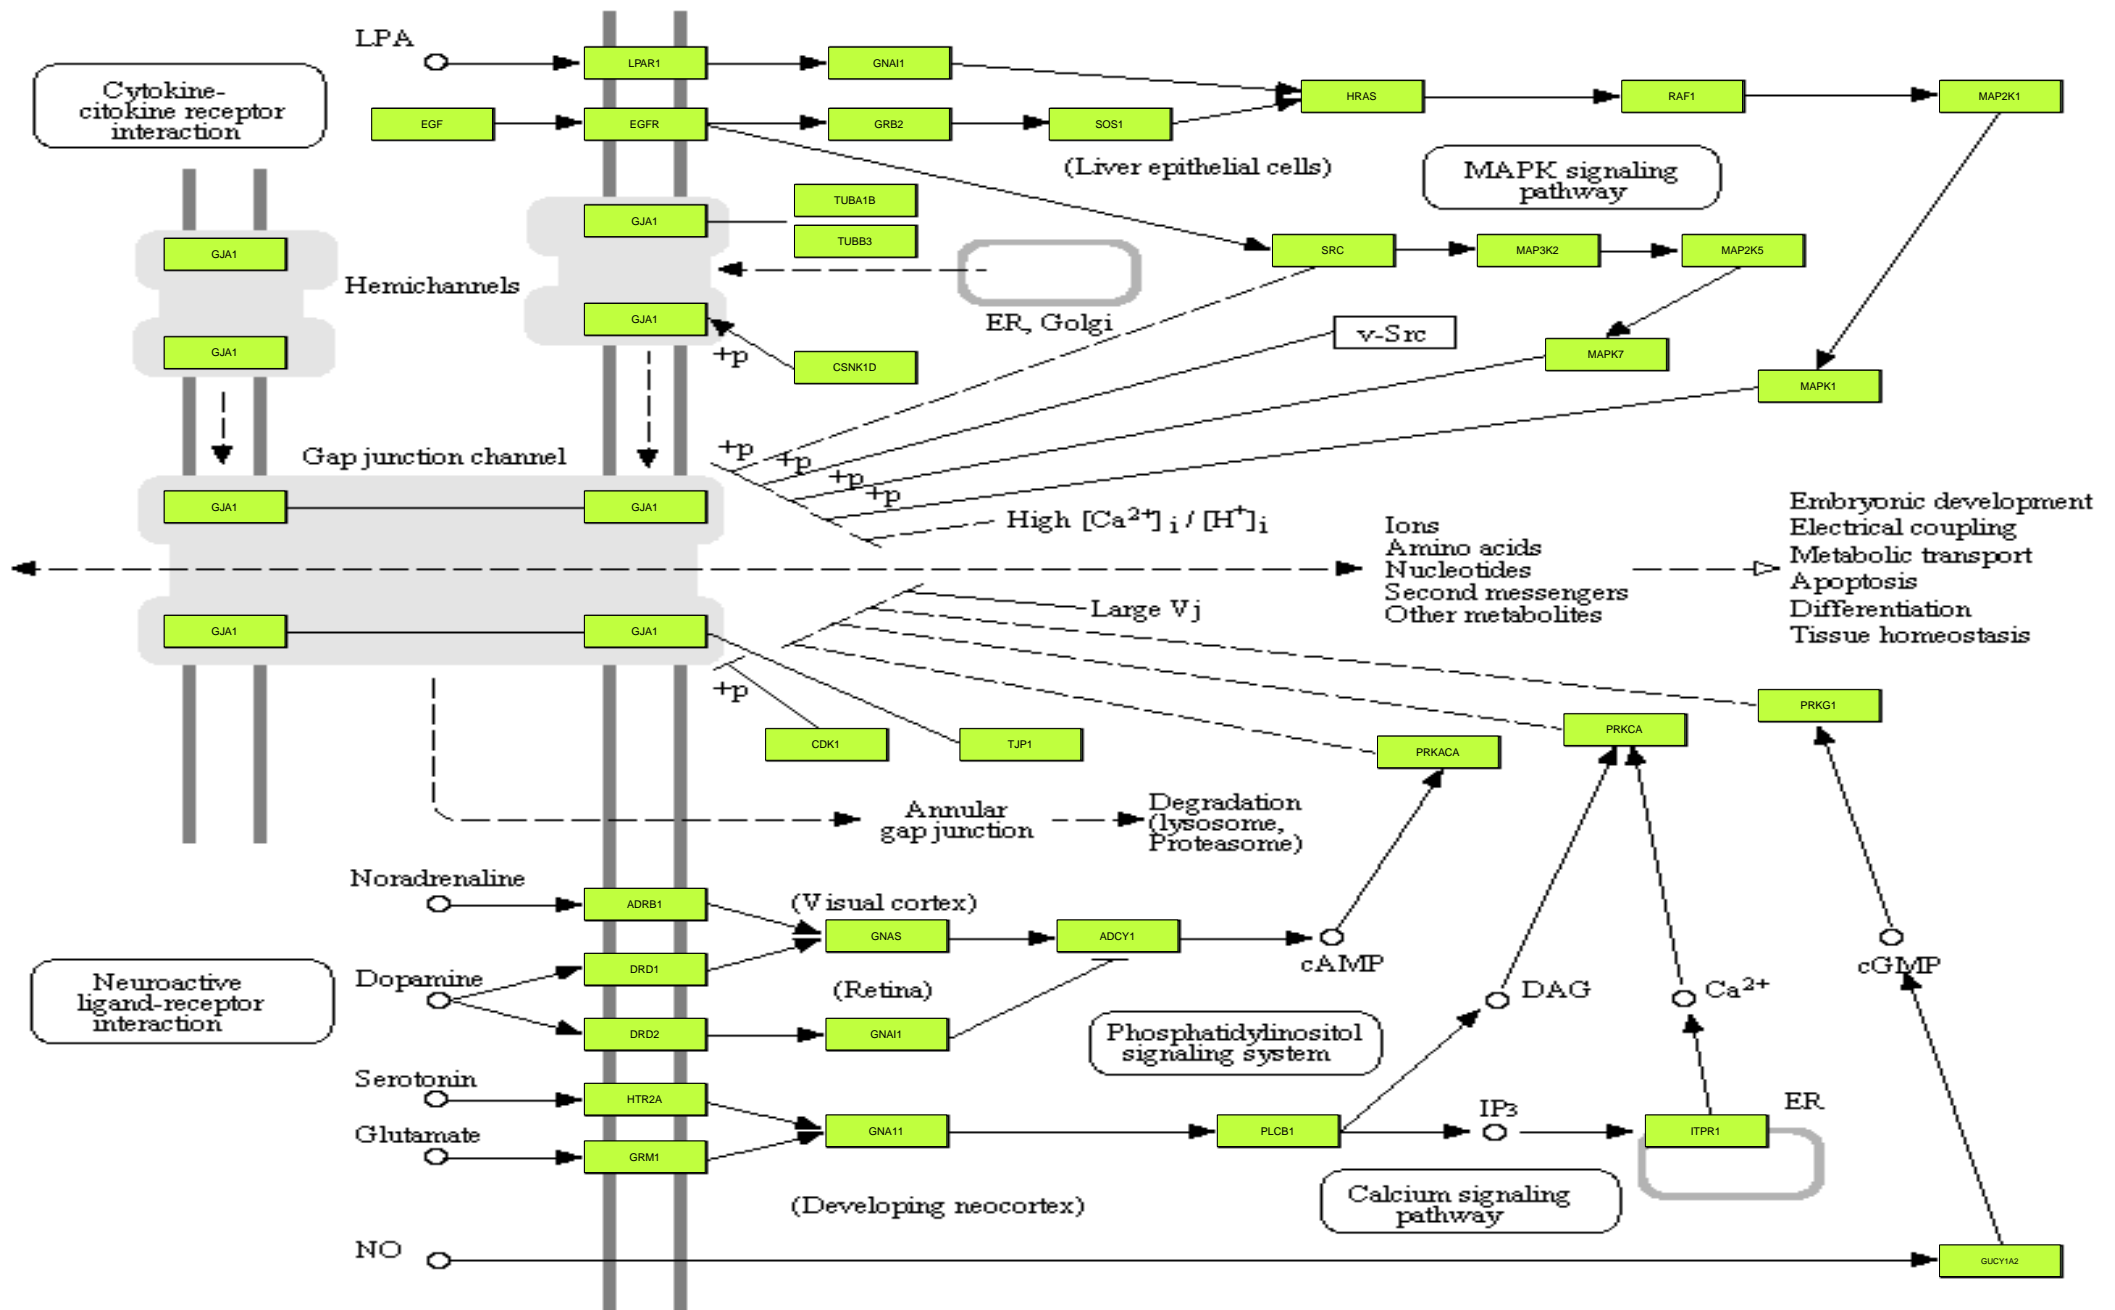 LPA
LPAR1
GNAI1
Cytokine-
citokine receptor
interaction
EGF
EGFR
GRB2
SOS1
HRAS
RAF1
MAP2K1
(Liver epithelial cells)
MAPK signaling
pathway
GJA1
TUBA1B
TUBB3
GJA1
SRC
MAP3K2
MAP2K5
Hemichannels
GJA1
ER, Golgi
v-Src
GJA1
+p
CSNK1D
MAPK7
MAPK1
Gap junction channel
+p
+p
+p
+p
GJA1
GJA1
High [Ca2+] i / [H+]i
Ions
Amino acids
Nucleotides
Second messengers
Other metabolites
Embryonic development
Electrical coupling
Metabolic transport
Apoptosis
Differentiation
Tissue homeostasis
Large Vj
GJA1
GJA1
+p
CDK1
TJP1
PRKACA
PRKCA
PRKG1
Annular
gap junction
Degradation
(lysosome,
Proteasome)
Noradrenaline
ADRB1
(Visual cortex)
GNAS
ADCY1
cAMP
cGMP
Neuroactive
ligand-receptor
interaction
Dopamine
DRD1
(Retina)
DAG
Ca2+
DRD2
GNAI1
Phosphatidylinositol
signaling system
Serotonin
HTR2A
Glutamate
GRM1
GNA11
PLCB1
IP3
ITPR1
ER
(Developing neocortex)
Calcium signaling
pathway
NO
GUCY1A2